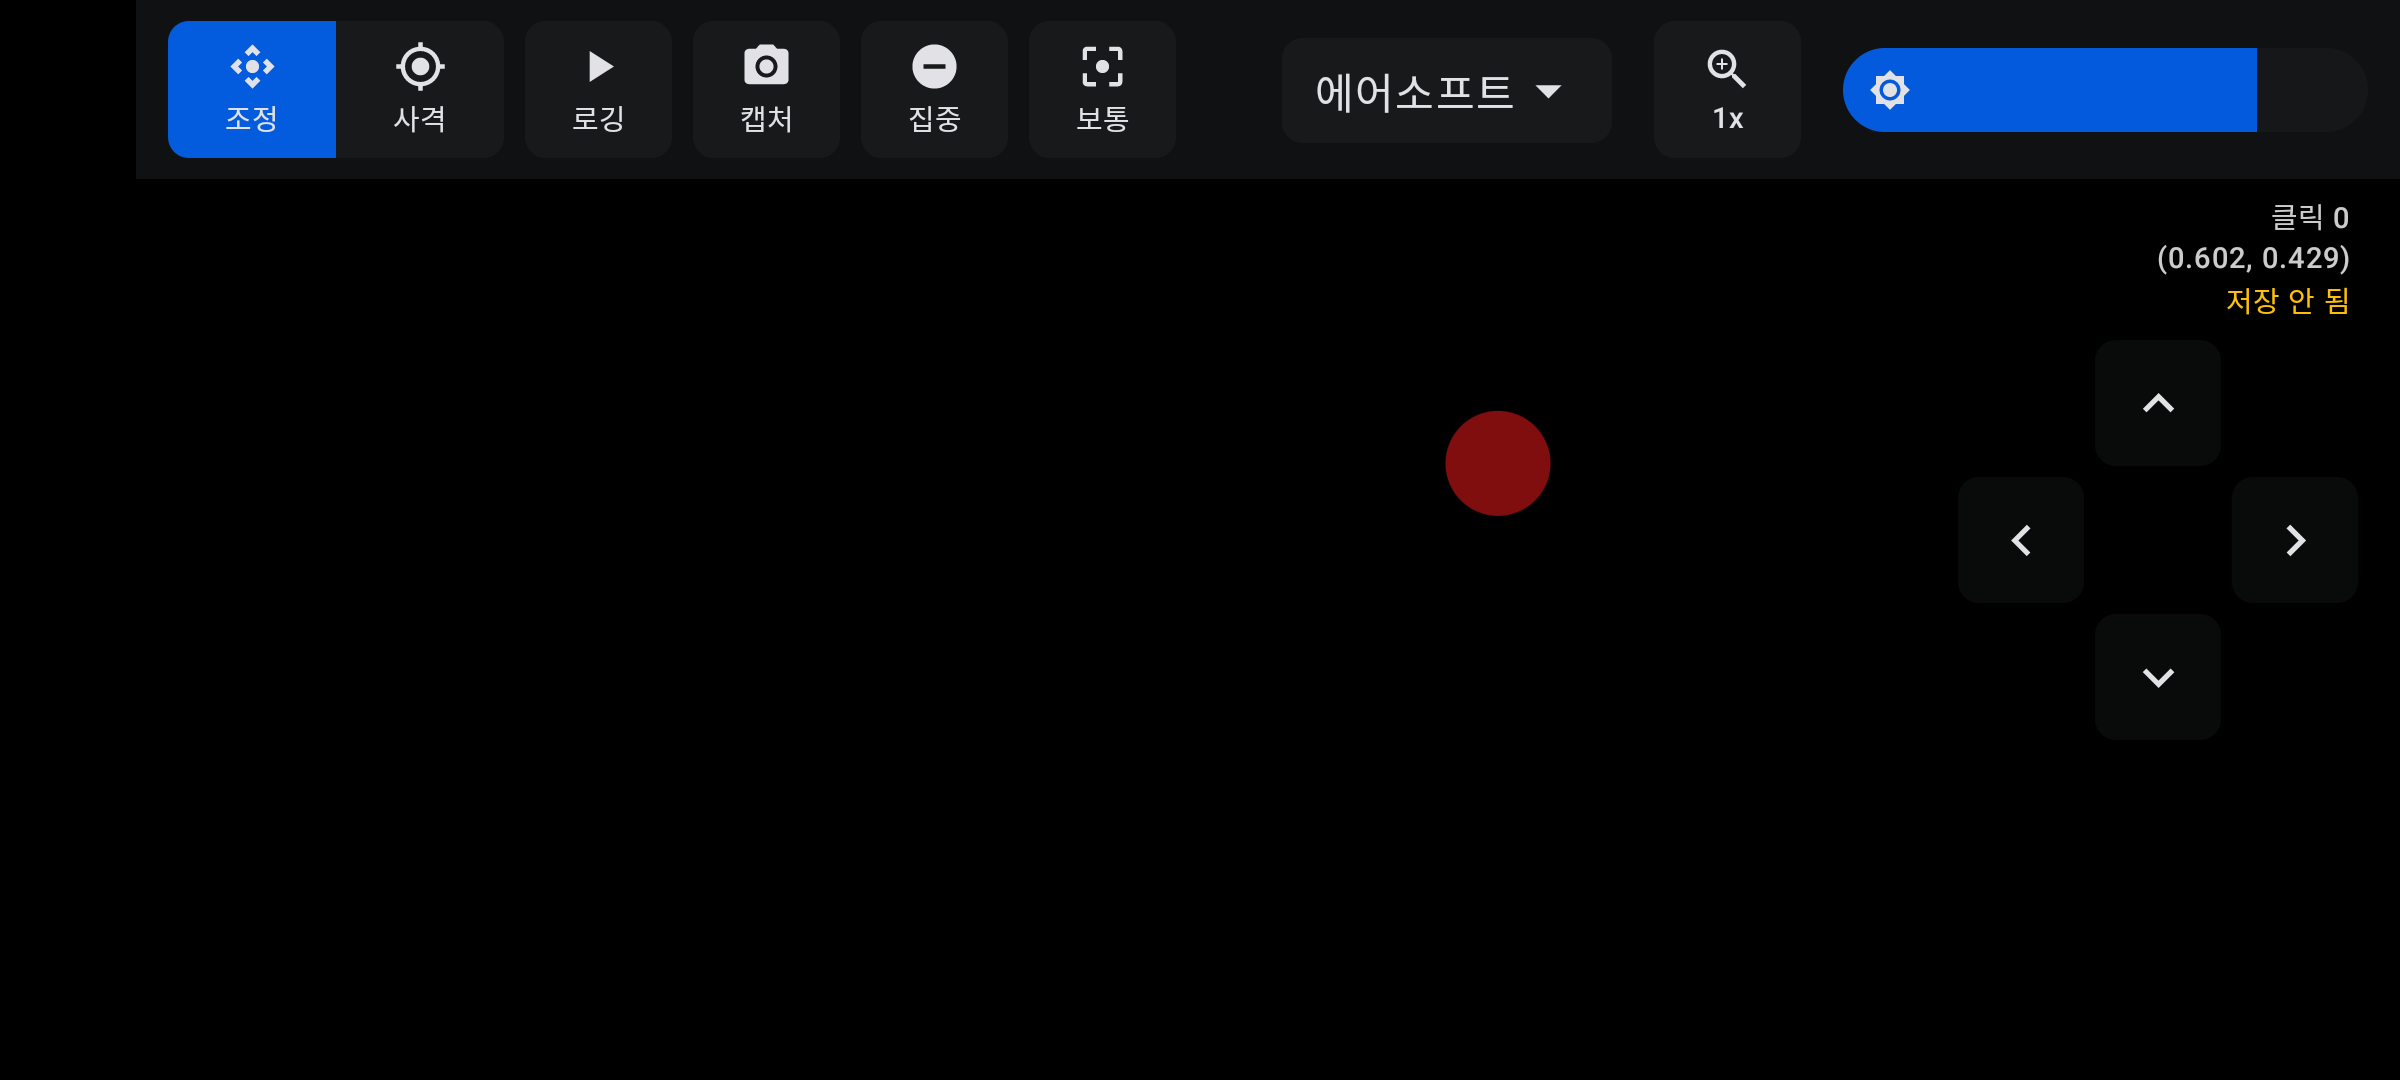 조정
사격
로깅
캡처
집중
보통
에어소프트
1x
클릭 0
(0.602, 0.429)
저장 안 됨